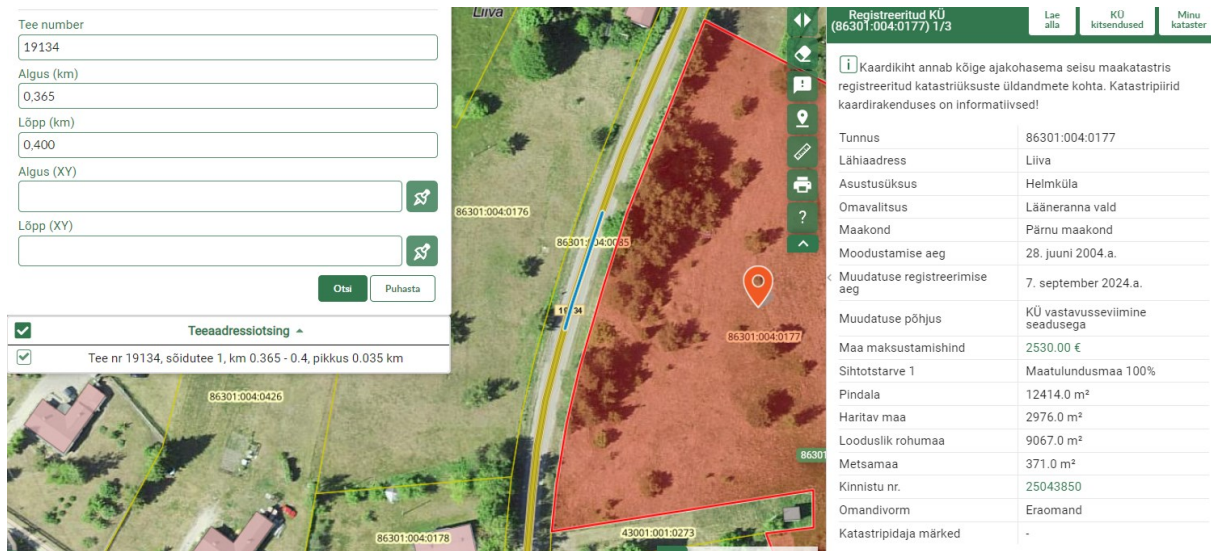 Tee number
19134
Algus (km)
0,365
Lõpp (km)
0,400
Algus (XY)
Lõpp (XY)
Otsi
Puhasta
Teeaadressiotsing
Tee nr 19134, sõidutee 1, km 0.365 - 0.4, pikkus 0.035 km
Liiva
86301:004:0176
86301:004:0085
19134
86301:004:0177
86301:004:0426
86301
86301:004:0178
43001:001:0273
?
Registreeritud KÜ
(86301:004:0177) 1/3
Lae
alla
KÜ
kitsendused
Minu
kataster
i Kaardikiht annab kõige ajakohasema seisu maakatastris
registreeritud katastriüksuste üldandmete kohta. Katastripiirid
kaardirakenduses on informatiivsed!
Tunnus 86301:004:0177
Lähiaadress Liiva
Asustusüksus Helmküla
Omavalitsus Lääneranna vald
Maakond Pärnu maakond
Moodustamise aeg 28. juuni 2004.a.
Muudatuse registreerimise
aeg 7. september 2024.a.
Muudatuse põhjus KÜ vastavusseviimine
seadusega
Maa maksustamishind 2530.00 €
Sihtotstarve 1 Maatulundusmaa 100%
Pindala 12414.0 m²
Haritav maa 2976.0 m²
Looduslik rohumaa 9067.0 m²
Metsamaa 371.0 m²
Kinnistu nr. 25043850
Omandivorm Eraomand
Katastripidaja märked -